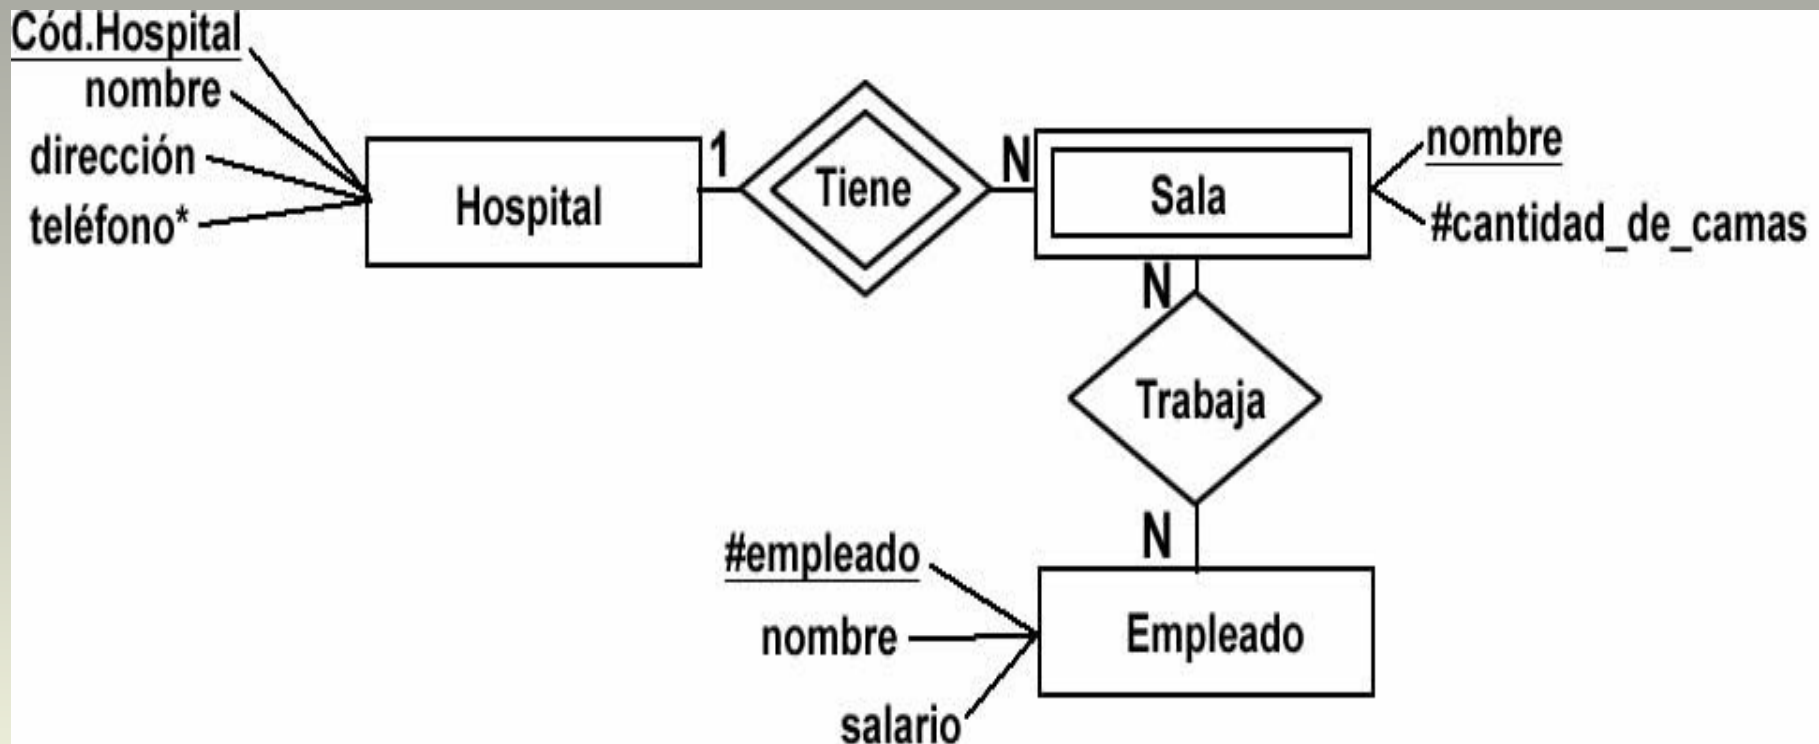 Cód.Hospital
nombre
dirección
teléfono*
Hospital
1
Tiene
N
Sala
nombre
#cantidad_de_camas
N
Trabaja
N
#empleado
nombre
salario
Empleado